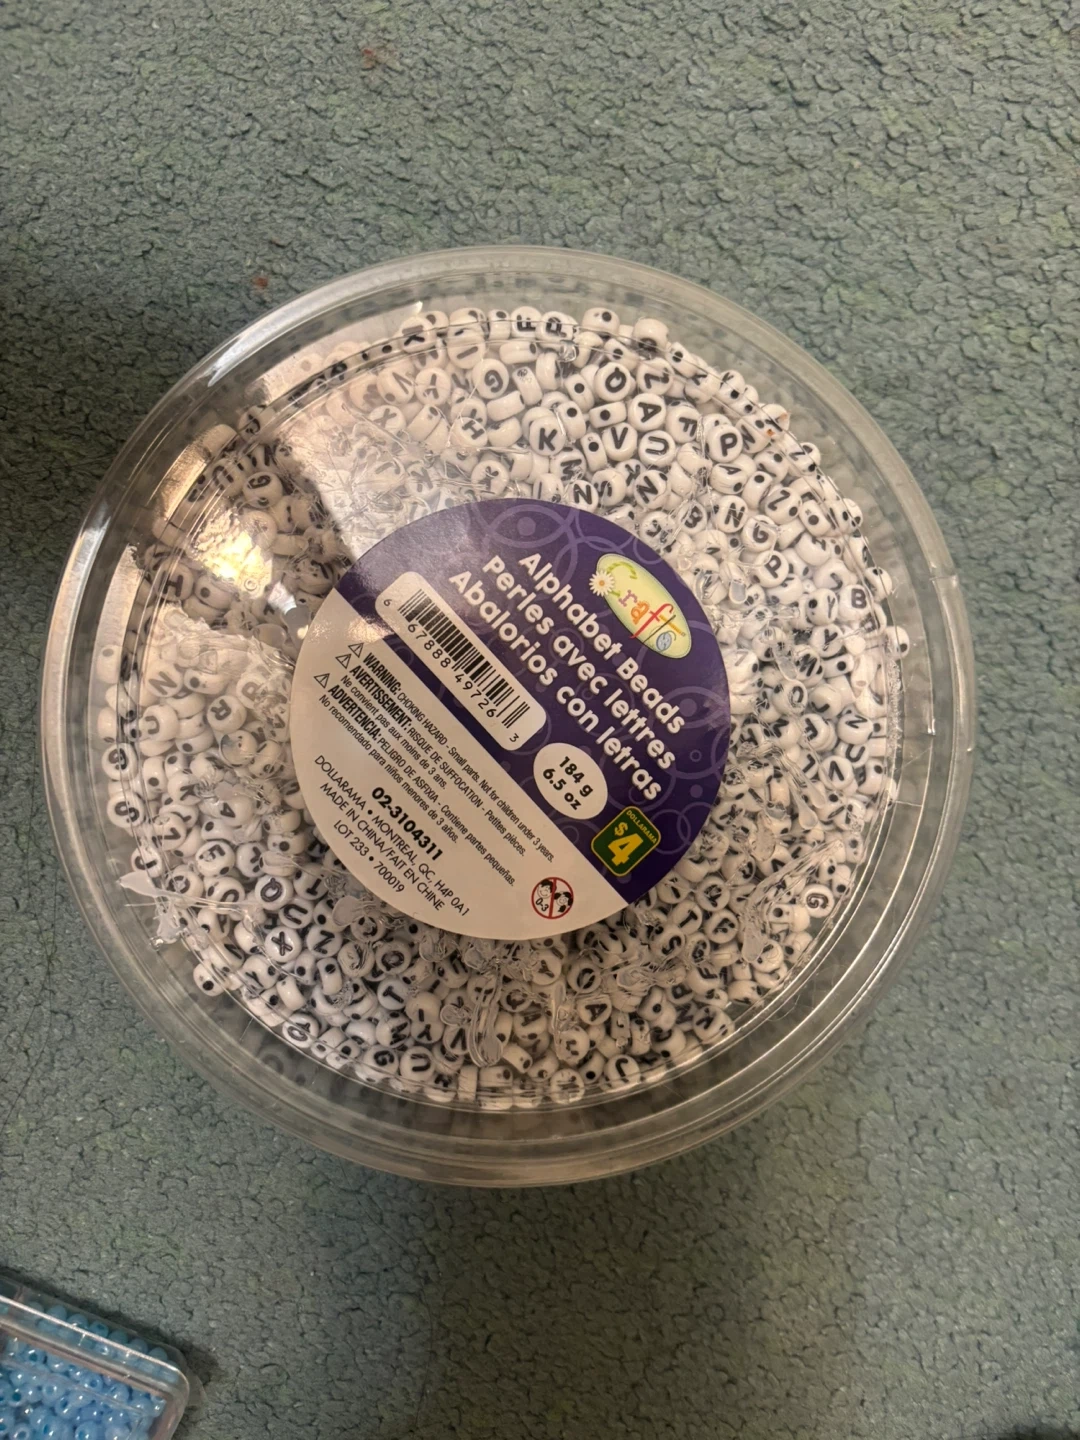 Crafts
Alphabet Beads
Perles avec lettres
Abalorios con letras
6 67888 49726 3
184 g
6.5 oz
DOLLARAMA
$4
WARNING: CHOKING HAZARD - Small parts. Not for children under 3 years.
AVERTISSEMENT: RISQUE DE SUFFOCATION - Petites pièces.
Ne convient pas aux moins de 3 ans.
ADVERTENCIA: PELIGRO DE ASFIXIA - Contiene partes pequeñas.
No recomendado para niños menores de 3 años.
02-3104311
DOLLARAMA • MONTREAL, QC, H4P 0A1
MADE IN CHINA/FAIT EN CHINE
LOT 233 • 700019
0-3